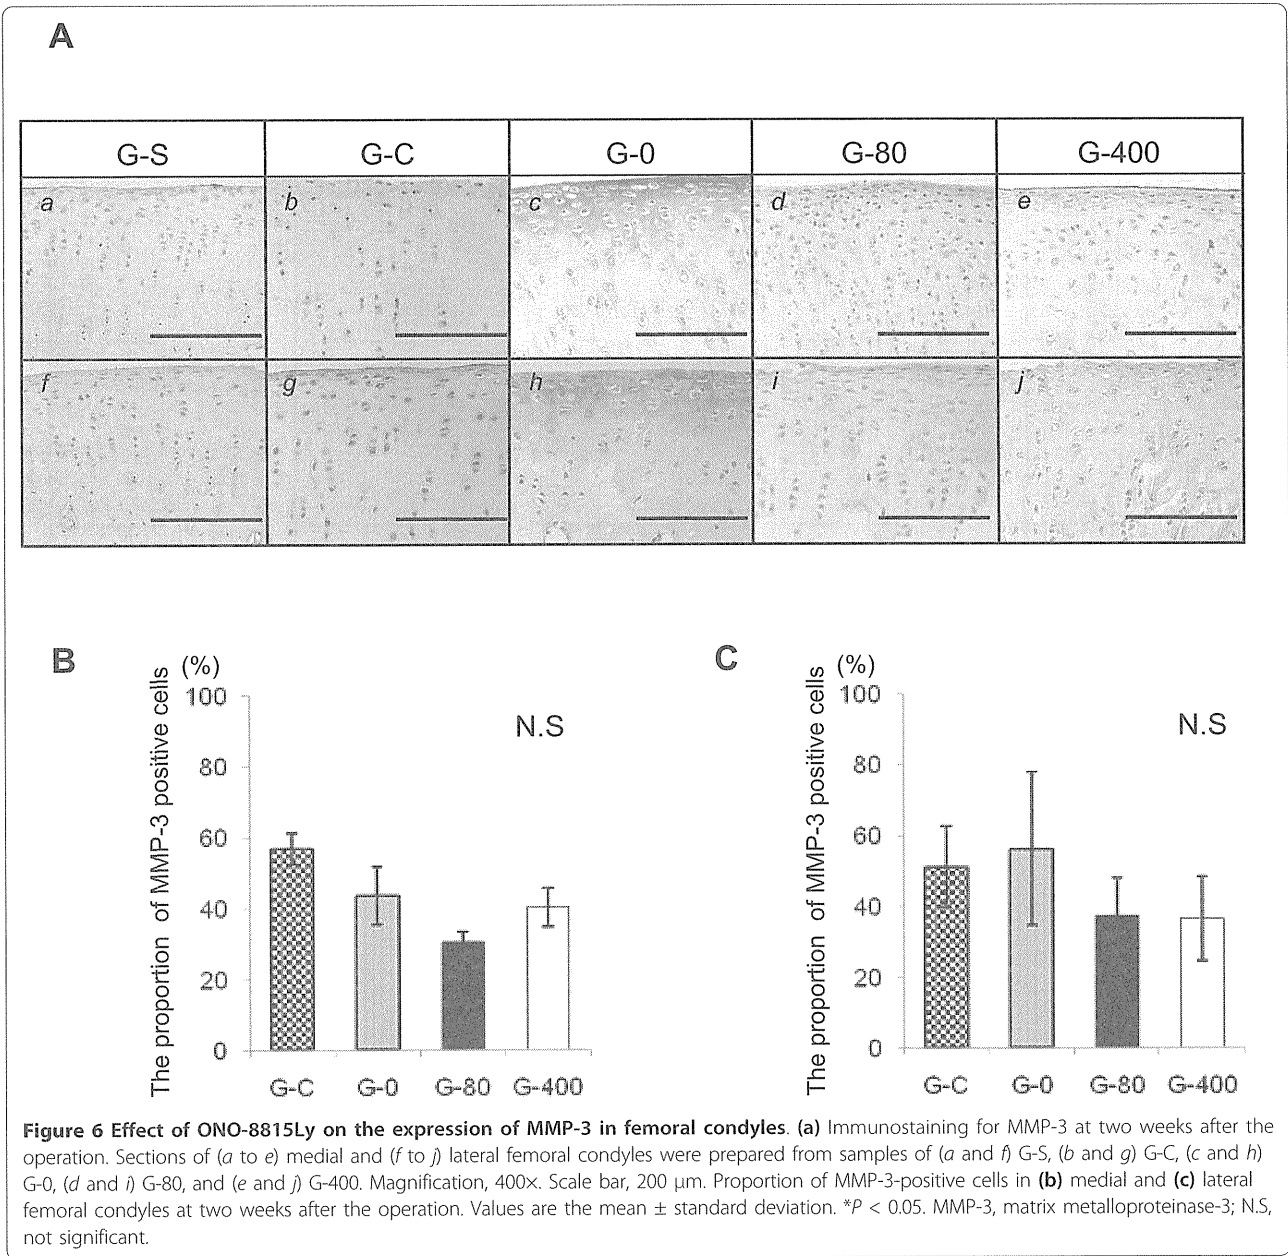 A
G-S G-C G-0 G-80 G-400
a b c d e
f g h i j
B
The proportion of MMP-3 positive cells
(%)
100
80
60
40
20
0
N.S
G-C G-0 G-80 G-400
C
The proportion of MMP-3 positive cells
(%)
100
80
60
40
20
0
N.S
G-C G-0 G-80 G-400
Figure 6 Effect of ONO-8815Ly on the expression of MMP-3 in femoral condyles. (a) Immunostaining for MMP-3 at two weeks after the
operation. Sections of (a to e) medial and (f to j) lateral femoral condyles were prepared from samples of (a and f) G-S, (b and g) G-C, (c and h)
G-0, (d and i) G-80, and (e and j) G-400. Magnification, 400×. Scale bar, 200 μm. Proportion of MMP-3-positive cells in (b) medial and (c) lateral
femoral condyles at two weeks after the operation. Values are the mean ± standard deviation. *P < 0.05. MMP-3, matrix metalloproteinase-3; N.S,
not significant.